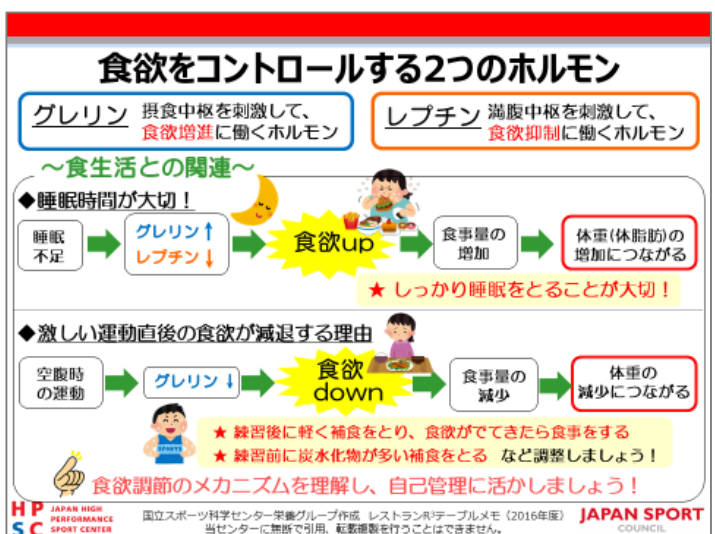 食欲をコントロールする2つのホルモン
グレリン 摂食中枢を刺激して、
食欲増進に働くホルモン
レプチン 満腹中枢を刺激して、
食欲抑制に働くホルモン
～食生活との関連～
◆睡眠時間が大切！
睡眠
不足
グレリン↑
レプチン↓
食欲up
食事量の
増加
体重(体脂肪)の
増加につながる
★ しっかり睡眠をとることが大切！
◆激しい運動直後の食欲が減退する理由
空腹時
の運動
グレリン↓
食欲
down
食事量の
減少
体重の
減少につながる
SPORTS
★ 練習後に軽く補食をとり、食欲がでてきたら食事をする
★ 練習前に炭水化物が多い補食をとる など調整しましょう！
食欲調節のメカニズムを理解し、自己管理に活かしましょう！
HP
SC
JAPAN HIGH
PERFORMANCE
SPORT CENTER
国立スポーツ科学センター栄養グループ作成 レストランR³テーブルメモ（2016年度）
当センターに無断で引用、転載複製を行うことはできません。
JAPAN SPORT
COUNCIL